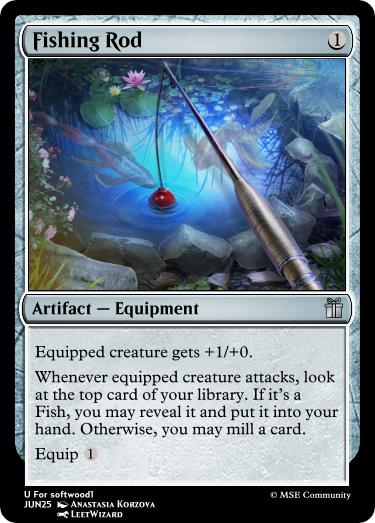 Fishing Rod 1
Artifact — Equipment
Equipped creature gets +1/+0.
Whenever equipped creature attacks, look
at the top card of your library. If it's a
Fish, you may reveal it and put it into your
hand. Otherwise, you may mill a card.
Equip 1
U For softwood1
JUN25 Anastasia Korzova © MSE Community
LeetWizard